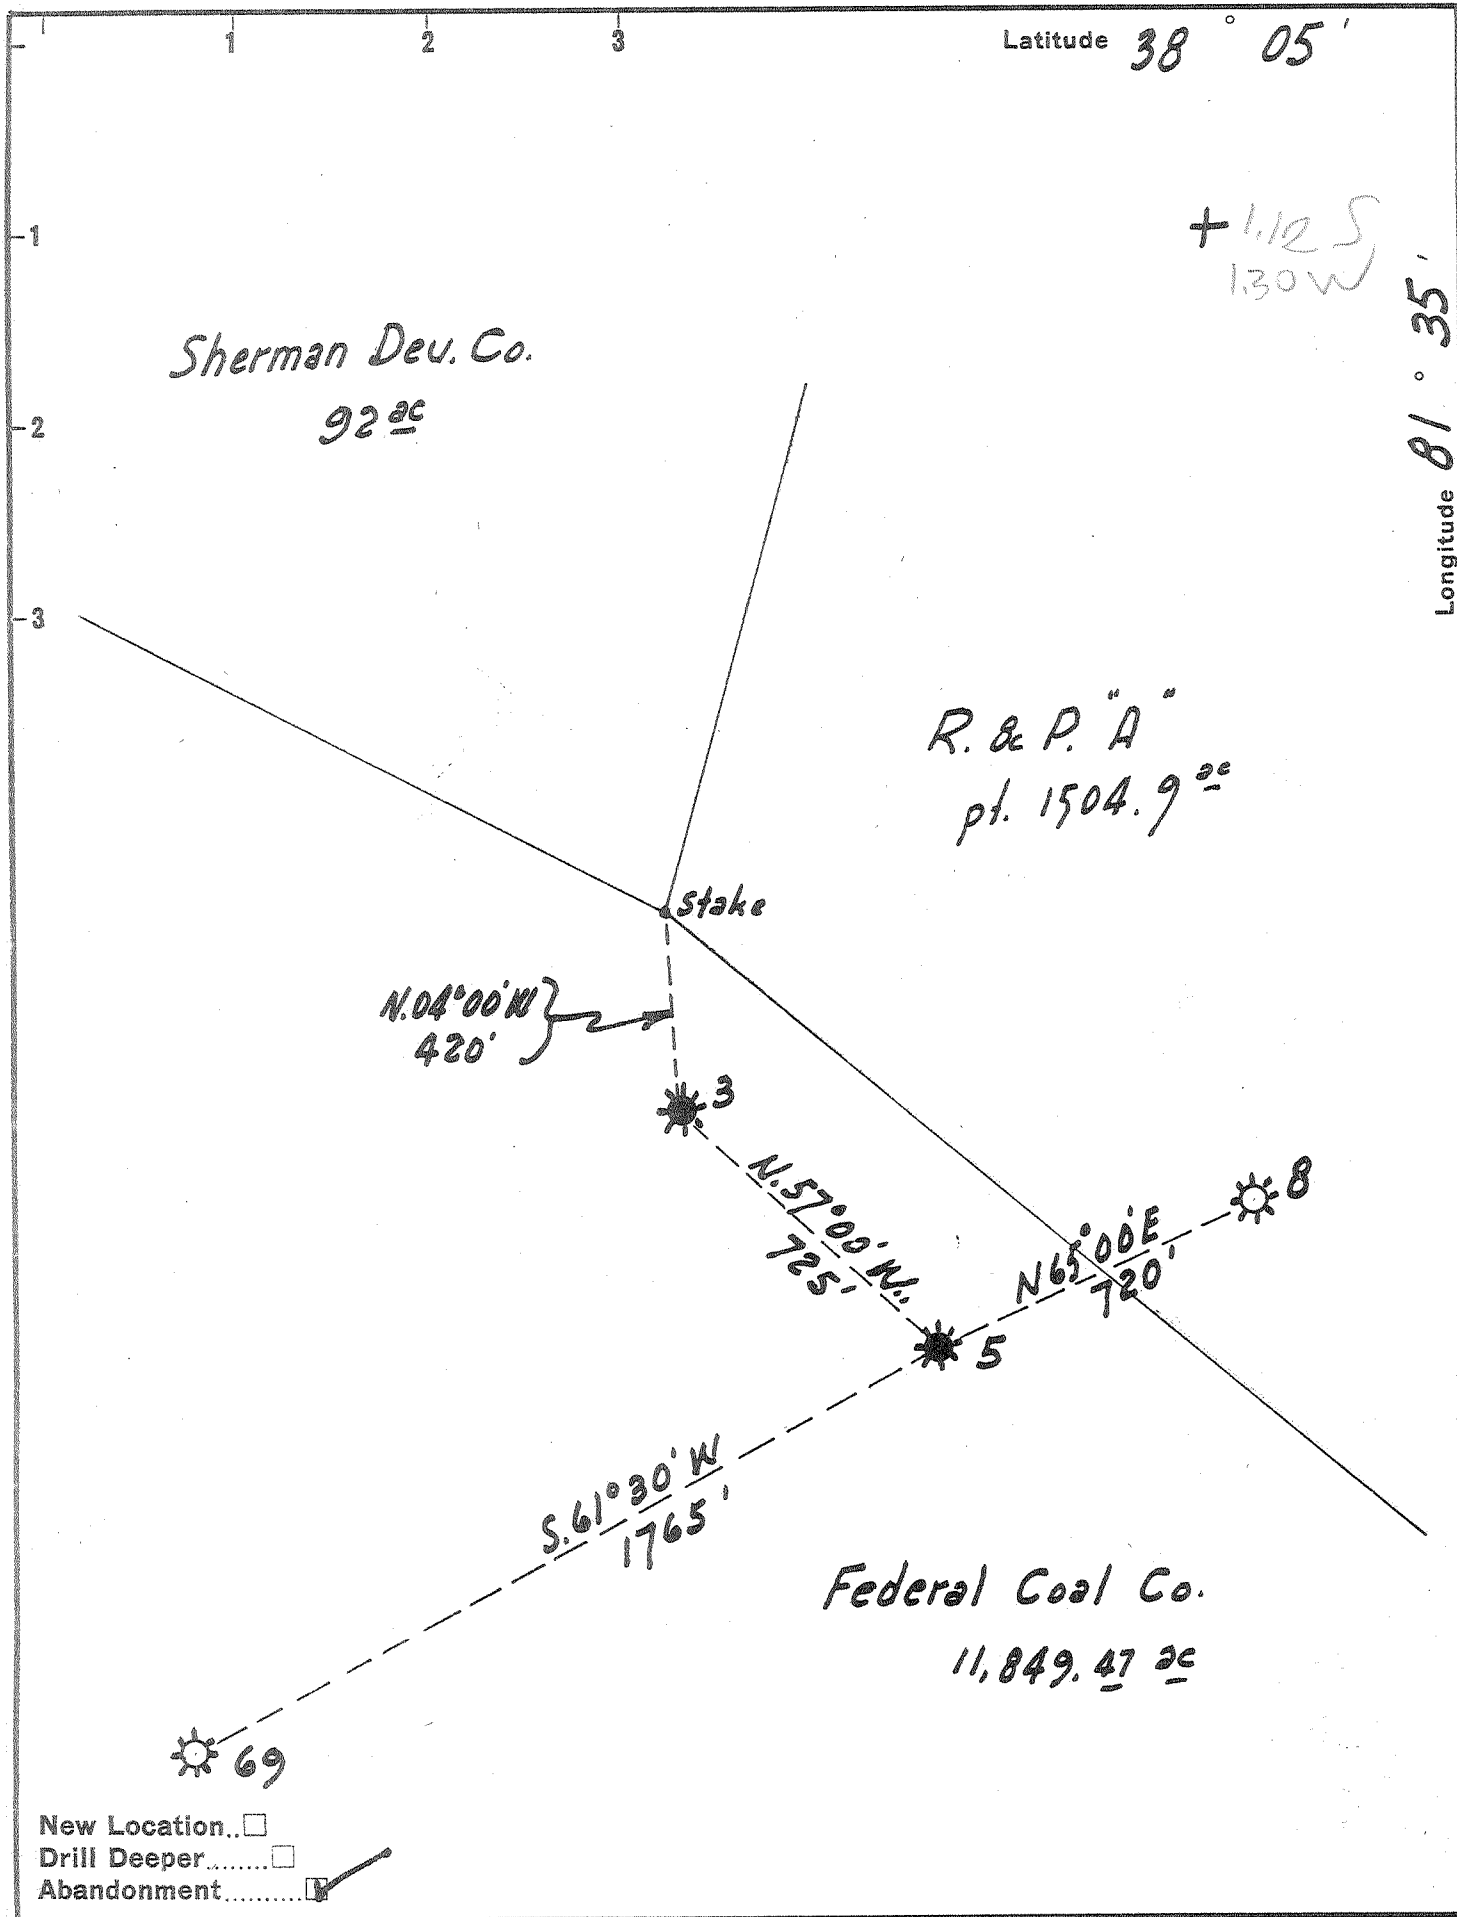 1 2 3
Latitude 38° 05'
1
+ 1.12 S
1.30 W
Longitude 81° 35'
Sherman Dev. Co.
92 ac
2
3
R. & P. "A"
pt. 1504.9 ac
Stake
N.04°00'W
420'
3
N.57°00'W.
725'
8
N65°00'E
720'
5
S.61°30'W
1765'
Federal Coal Co.
11,849.47 ac
69
New Location..
Drill Deeper.......
Abandonment.........